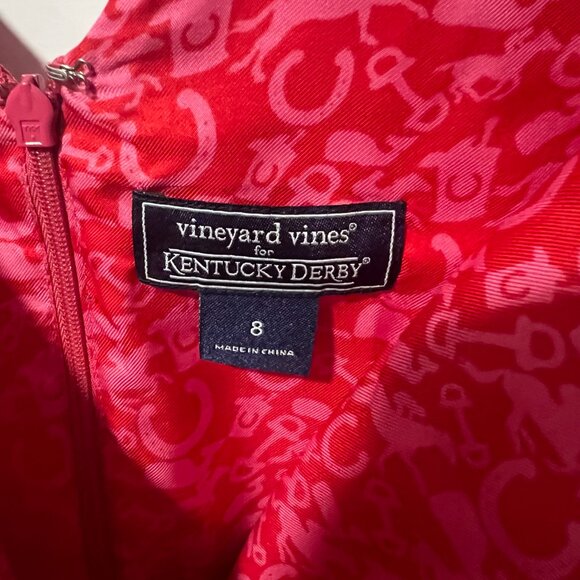 vineyard vines®
for
KENTUCKY DERBY®
8
MADE IN CHINA